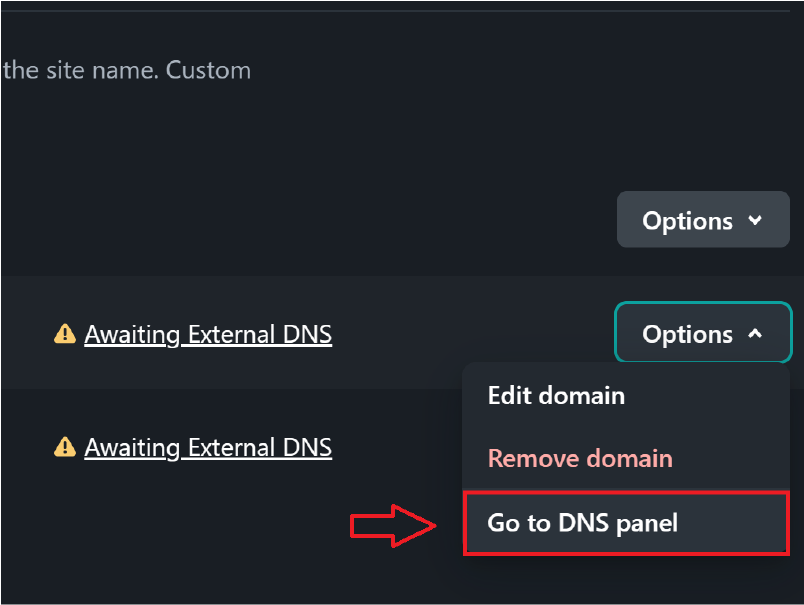 the site name. Custom
Options
Awaiting External DNS
Options
Edit domain
Remove domain
Awaiting External DNS
Go to DNS panel